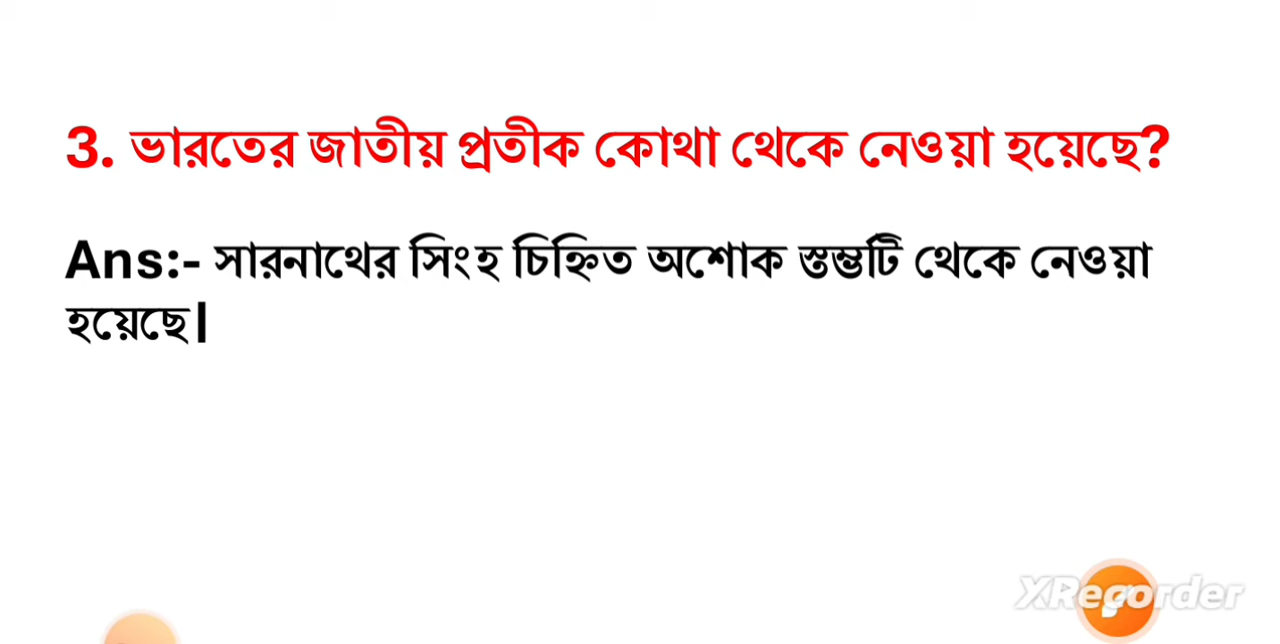 3. ভারতের জাতীয় প্রতীক কোথা থেকে নেওয়া হয়েছে?
Ans:- সারনাথের সিংহ চিহ্নিত অশোক স্তম্ভটি থেকে নেওয়া
হয়েছে।
XRecorder